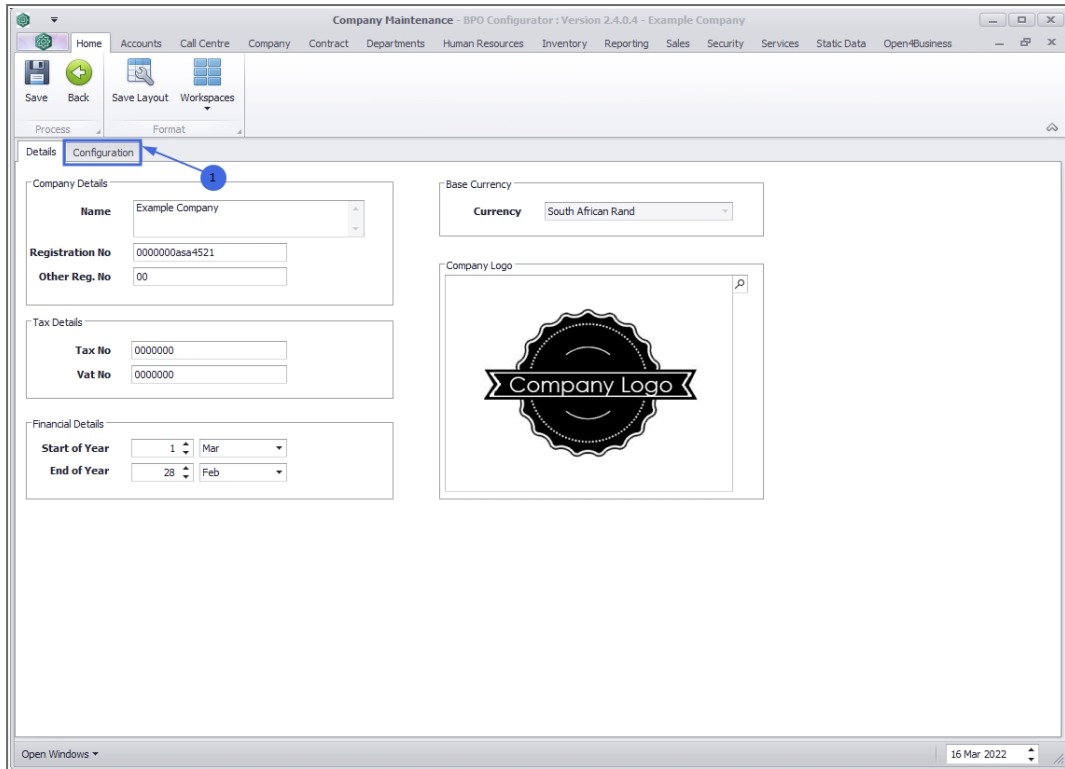 Company Maintenance - BPO Configurator : Version 2.4.0.4 - Example Company
Home Accounts Call Centre Company Contract Departments Human Resources Inventory Reporting Sales Security Services Static Data Open4Business
Save Back Save Layout Workspaces
Process Format
Details Configuration
1
Company Details
Name Example Company
Registration No 0000000asa4521
Other Reg. No 00
Tax Details
Tax No 0000000
Vat No 0000000
Financial Details
Start of Year 1 Mar
End of Year 28 Feb
Base Currency
Currency South African Rand
Company Logo
Company Logo
Open Windows
16 Mar 2022